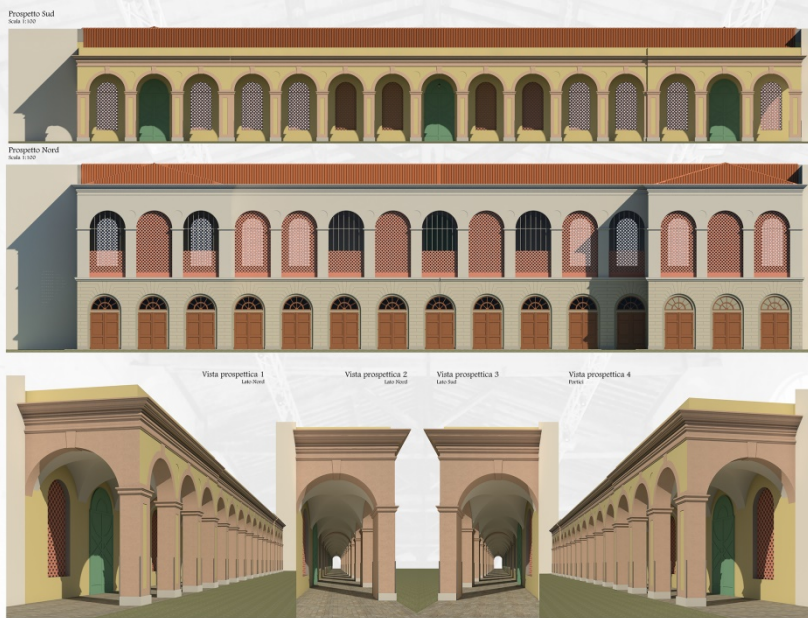 Prospetto Sud
Scala 1:100
Prospetto Nord
Scala 1:100
Vista prospettica 1
Lato Nord
Vista prospettica 2
Lato Nord
Vista prospettica 3
Lato Sud
Vista prospettica 4
Portici